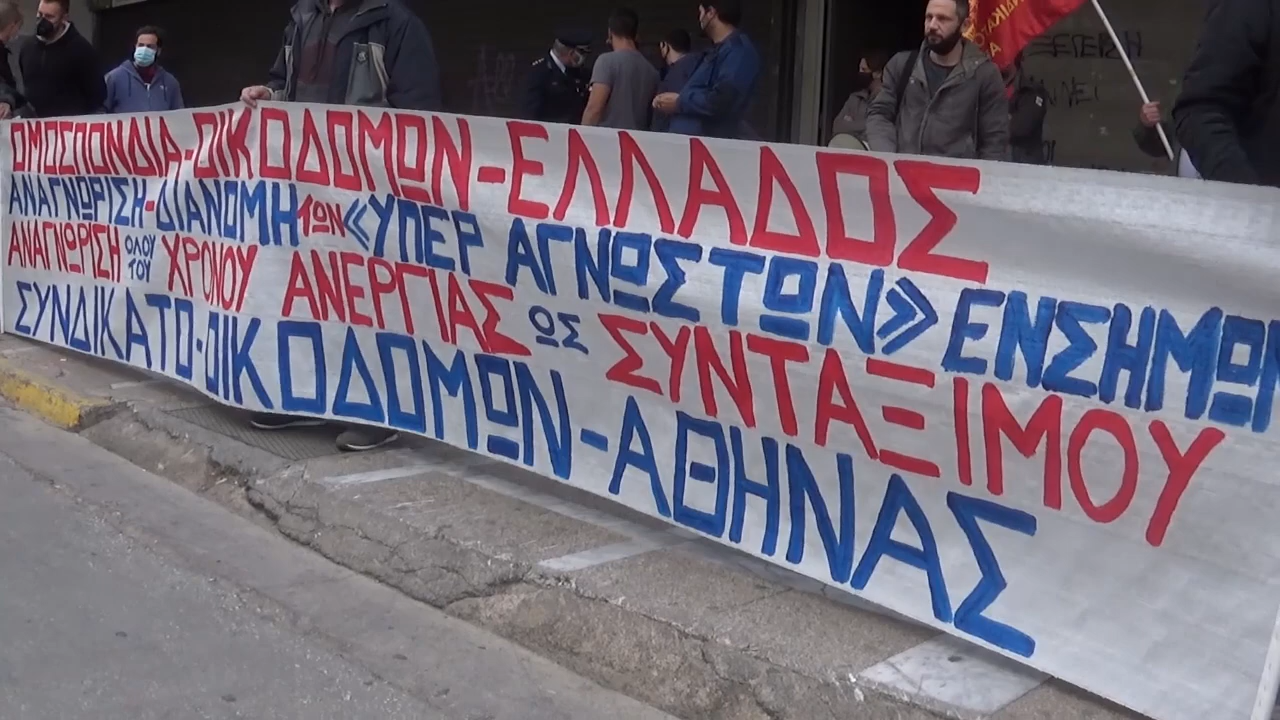 ΟΜΟΣΠΟΝΔΙΑ-ΟΙΚΟΔΟΜΩΝ-ΕΛΛΑΔΟΣ
ΑΝΑΓΝΩΡΙΣΗ-ΔΙΑΝΟΜΗ ΤΩΝ «ΥΠΕΡ ΑΓΝΩΣΤΩΝ» ΕΝΣΗΜΩΝ
ΑΝΑΓΝΩΡΙΣΗ ΟΛΟΥ ΤΟΥ ΧΡΟΝΟΥ ΑΝΕΡΓΙΑΣ ΩΣ ΣΥΝΤΑΞΙΜΟΥ
ΣΥΝΔΙΚΑΤΟ-ΟΙΚΟΔΟΜΩΝ-ΑΘΗΝΑΣ